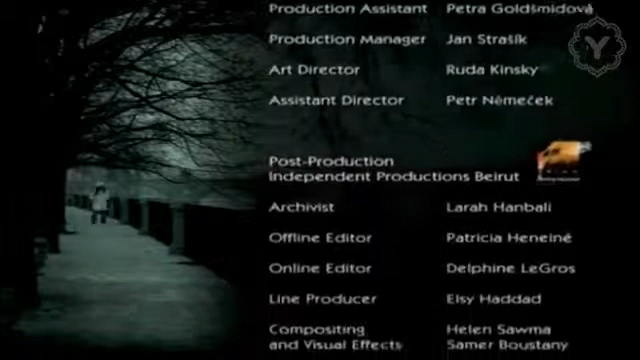 Production Assistant Petra Goldšmidová
Production Manager Jan Strašík
Art Director Ruda Kinsky
Assistant Director Petr Němeček
Post-Production
Independent Productions Beirut
Archivist Larah Hanbali
Offline Editor Patricia Heneiné
Online Editor Delphine LeGros
Line Producer Elsy Haddad
Compositing Helen Sawma
and Visual Effects Samer Boustany
Y